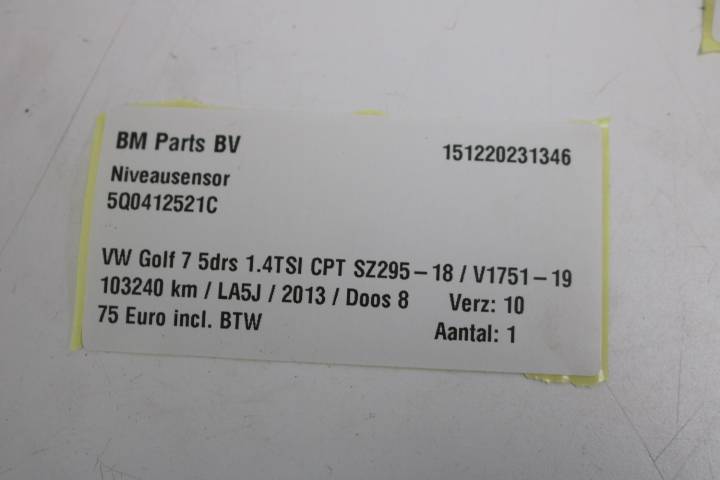 BM Parts BV 151220231346
Niveausensor
5Q0412521C
VW Golf 7 5drs 1.4TSI CPT SZ295-18 / V1751-19
103240 km / LA5J / 2013 / Doos 8 Verz: 10
75 Euro incl. BTW Aantal: 1